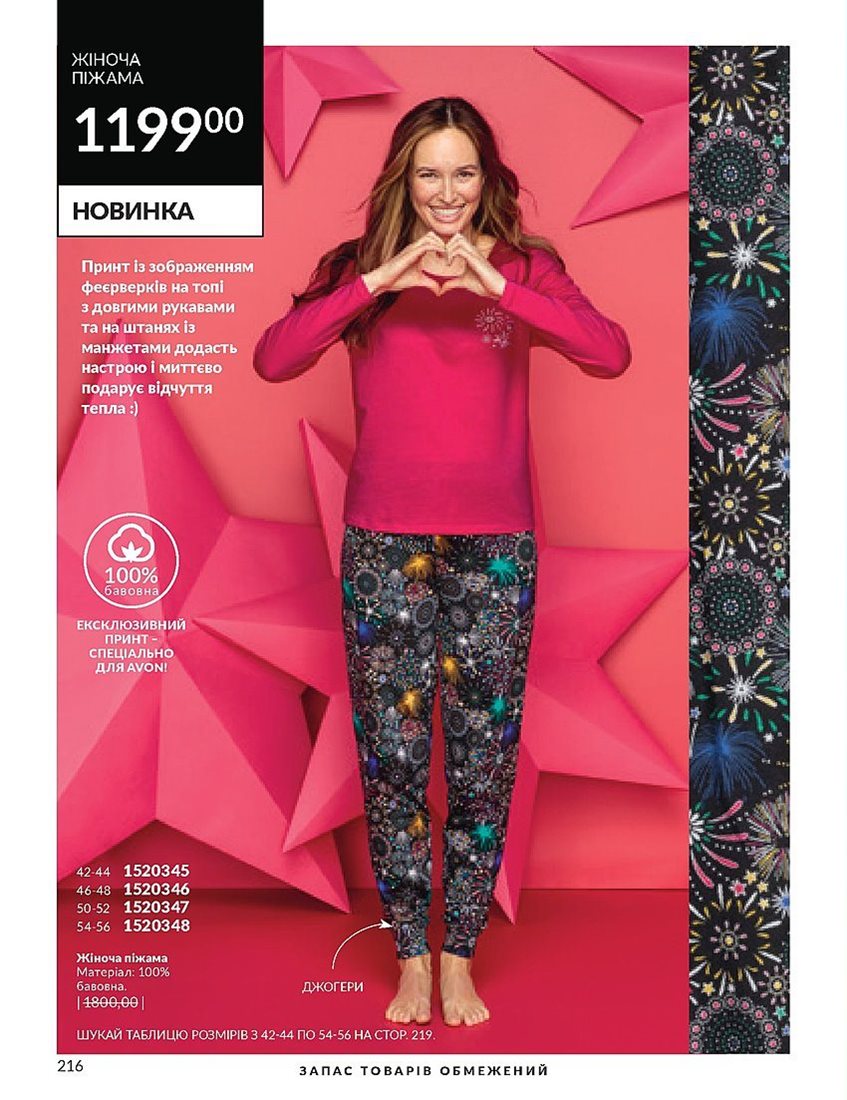 ЖІНОЧА
ПІЖАМА
1199⁰⁰
НОВИНКА
Принт із зображенням
феєрверків на топі
з довгими рукавами
та на штанях із
манжетами додасть
настрою і миттєво
подарує відчуття
тепла :)
100%
бавовна
ЕКСКЛЮЗИВНИЙ
ПРИНТ –
СПЕЦІАЛЬНО
ДЛЯ AVON!
42-44 1520345
46-48 1520346
50-52 1520347
54-56 1520348
Жіноча піжама
Матеріал: 100%
бавовна.
| 1800,00 |
ДЖОГЕРИ
ШУКАЙ ТАБЛИЦЮ РОЗМІРІВ З 42-44 ПО 54-56 НА СТОР. 219.
216
ЗАПАС ТОВАРІВ ОБМЕЖЕНИЙ